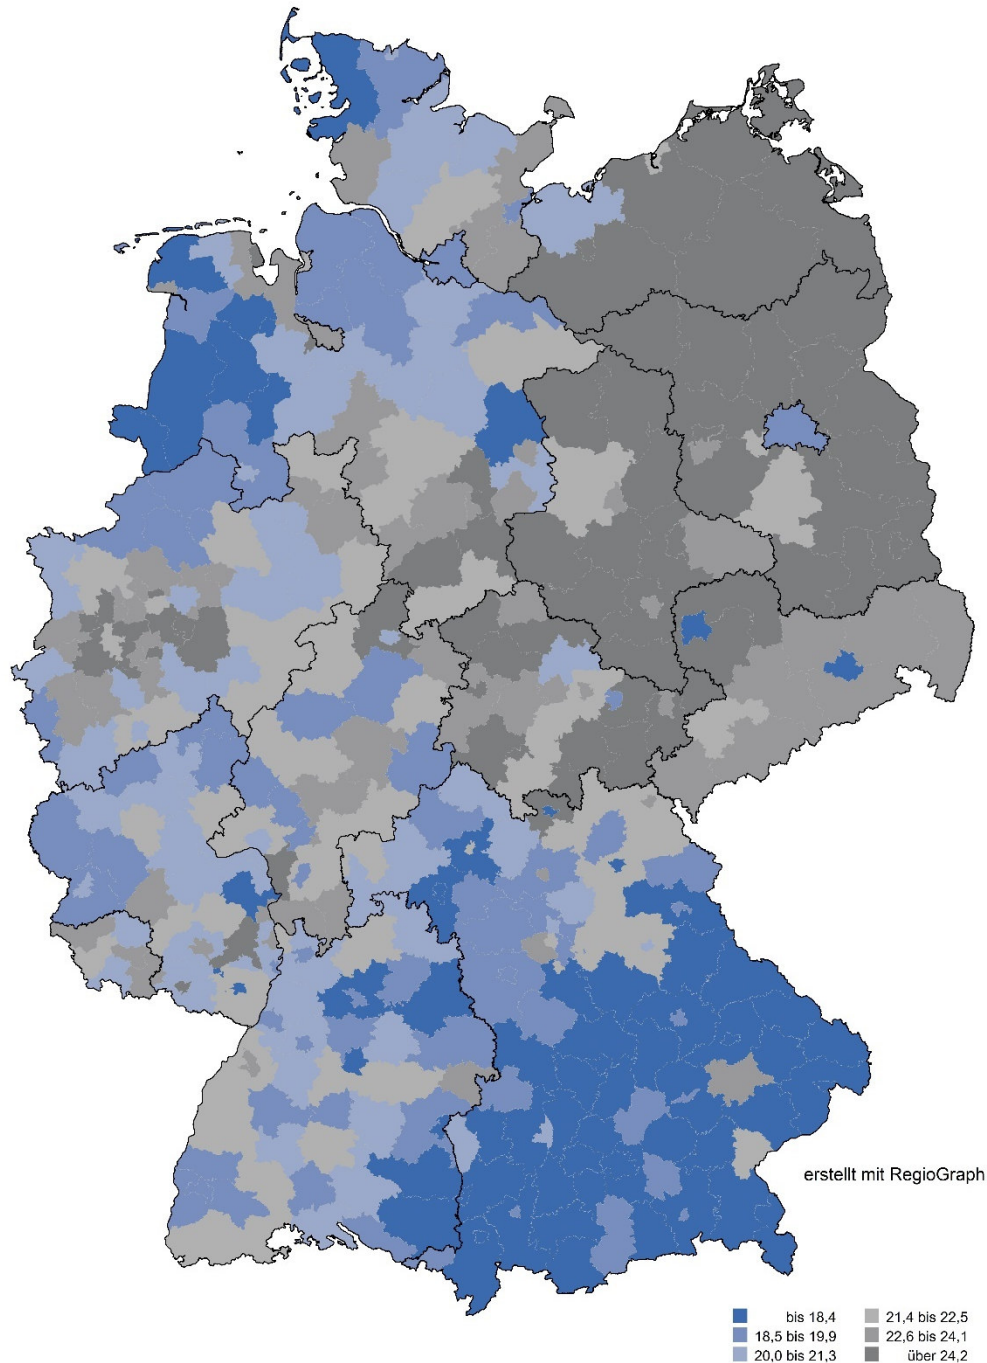 erstellt mit RegioGraph
bis 18,4
18,5 bis 19,9
20,0 bis 21,3
21,4 bis 22,5
22,6 bis 24,1
über 24,2